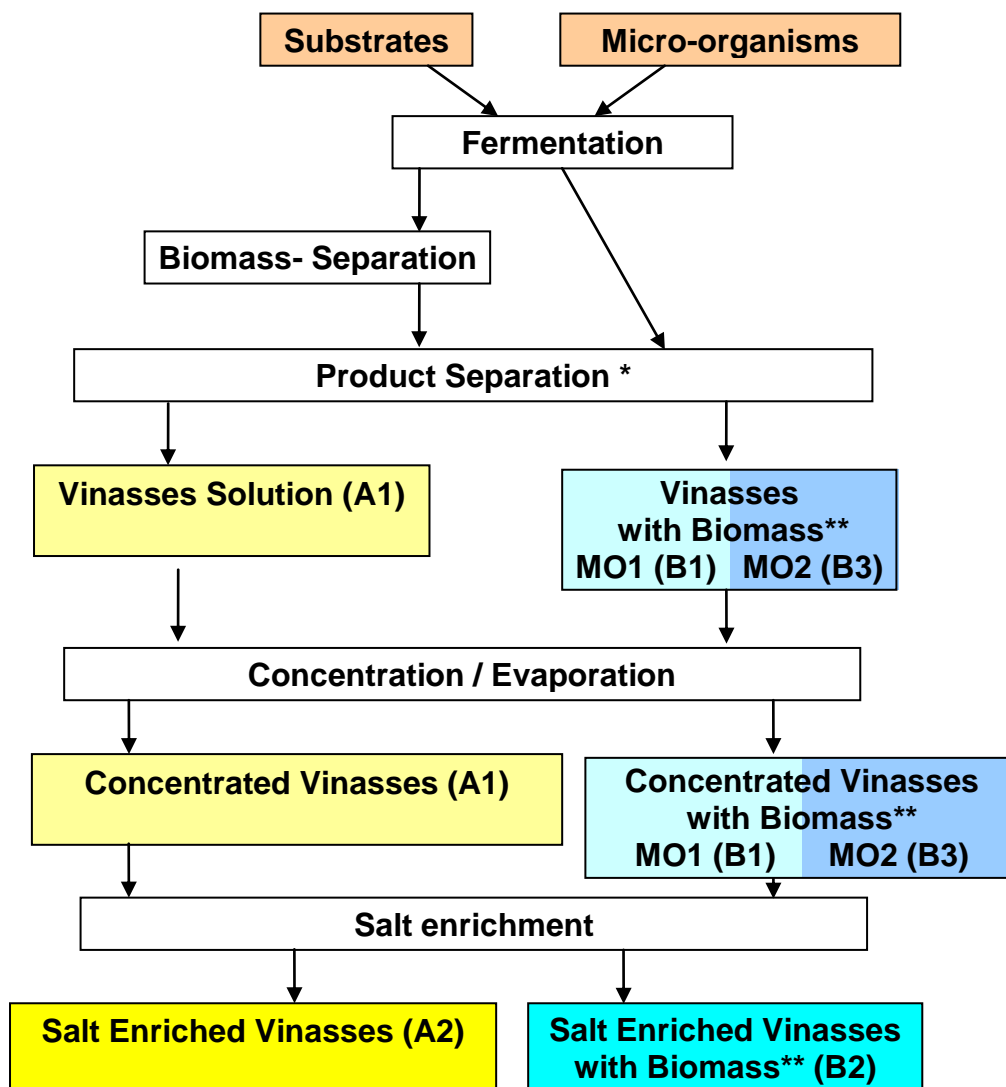 Substrates
Micro-organisms
Fermentation
Biomass- Separation
Product Separation *
Vinasses Solution (A1)
Vinasses
with Biomass**
MO1 (B1) MO2 (B3)
Concentration / Evaporation
Concentrated Vinasses (A1)
Concentrated Vinasses
with Biomass**
MO1 (B1) MO2 (B3)
Salt enrichment
Salt Enriched Vinasses (A2)
Salt Enriched Vinasses
with Biomass** (B2)